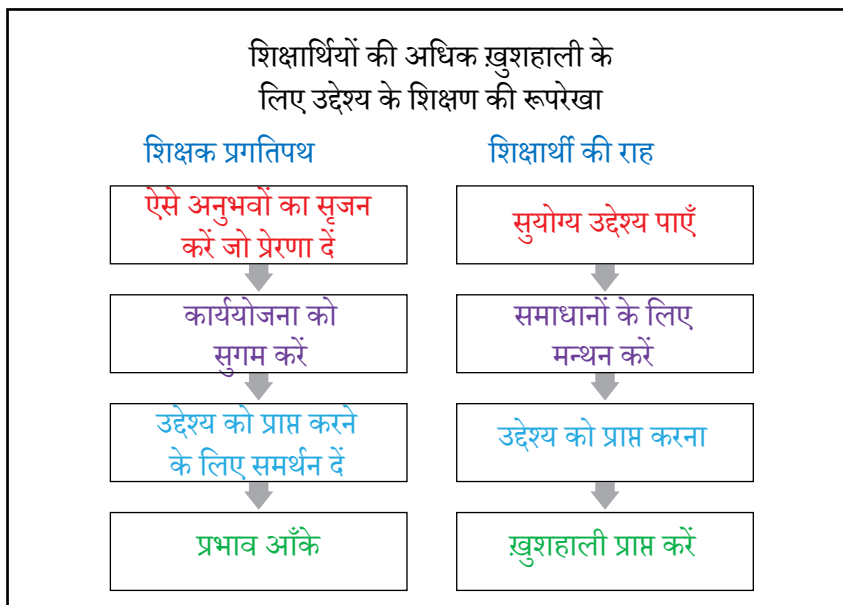 शिक्षार्थियों की अधिक ख़ुशहाली के
लिए उद्देश्य के शिक्षण की रूपरेखा
शिक्षक प्रगतिपथ
ऐसे अनुभवों का सृजन
करें जो प्रेरणा दें
कार्ययोजना को
सुगम करें
उद्देश्य को प्राप्त करने
के लिए समर्थन दें
प्रभाव आँके
शिक्षार्थी की राह
सुयोग्य उद्देश्य पाएँ
समाधानों के लिए
मन्थन करें
उद्देश्य को प्राप्त करना
ख़ुशहाली प्राप्त करें